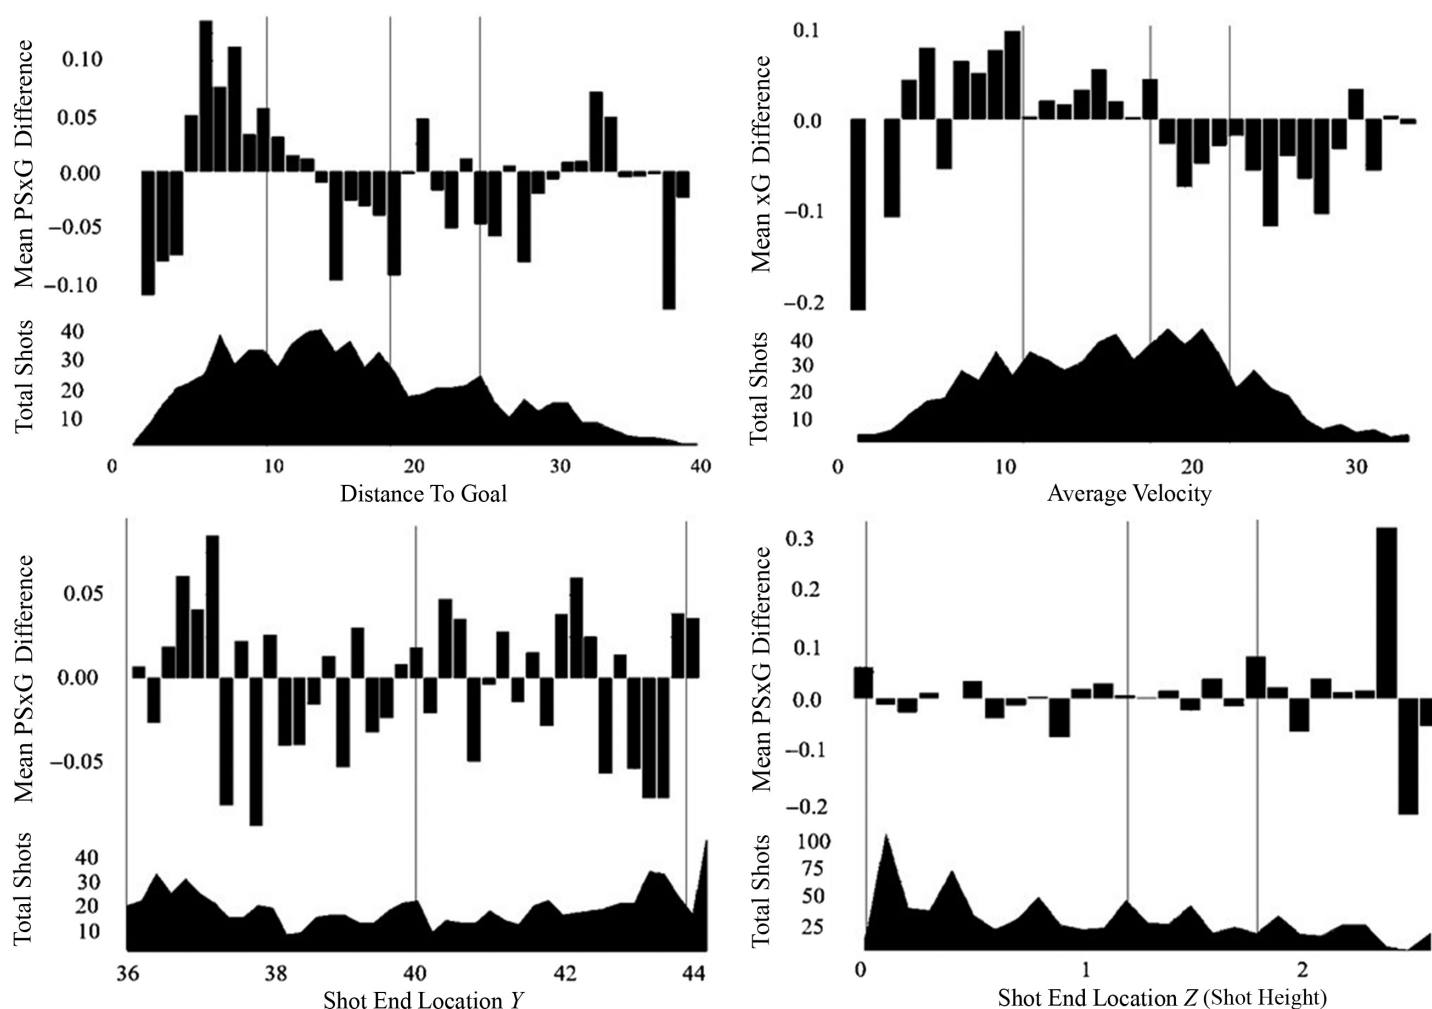 Mean PSxG Difference
0.10
0.05
0.00
−0.05
−0.10
Total Shots
40
30
20
10
0 10 20 30 40
Distance To Goal
Mean xG Difference
0.1
0.0
−0.1
−0.2
Total Shots
40
30
20
10
0 10 20 30
Average Velocity
Mean PSxG Difference
0.05
0.00
−0.05
Total Shots
40
30
20
10
36 38 40 42 44
Shot End Location Y
Mean PSxG Difference
0.3
0.2
0.1
0.0
−0.1
−0.2
Total Shots
100
75
50
25
0 1 2
Shot End Location Z (Shot Height)